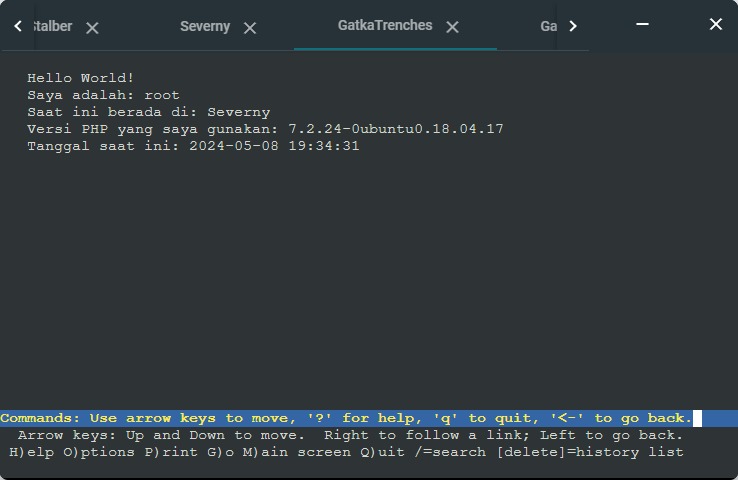 Stalber
Severny
GatkaTrenches
Ga
Hello World!
Saya adalah: root
Saat ini berada di: Severny
Versi PHP yang saya gunakan: 7.2.24-0ubuntu0.18.04.17
Tanggal saat ini: 2024-05-08 19:34:31
Commands: Use arrow keys to move, '?' for help, 'q' to quit, '<-' to go back.
Arrow keys: Up and Down to move.  Right to follow a link; Left to go back.
H)elp O)ptions P)rint G)o M)ain screen Q)uit /=search [delete]=history list